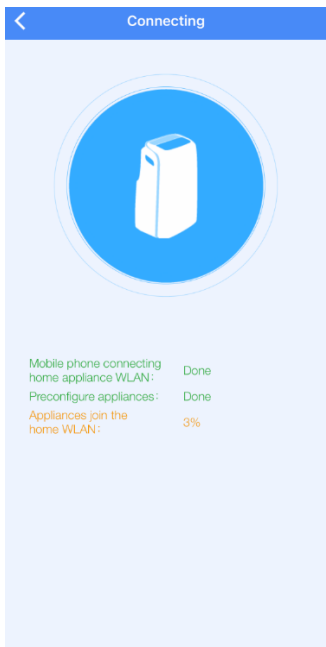 Connecting
Mobile phone connecting
home appliance WLAN:
Done
Preconfigure appliances:
Done
Appliances join the
home WLAN:
3%